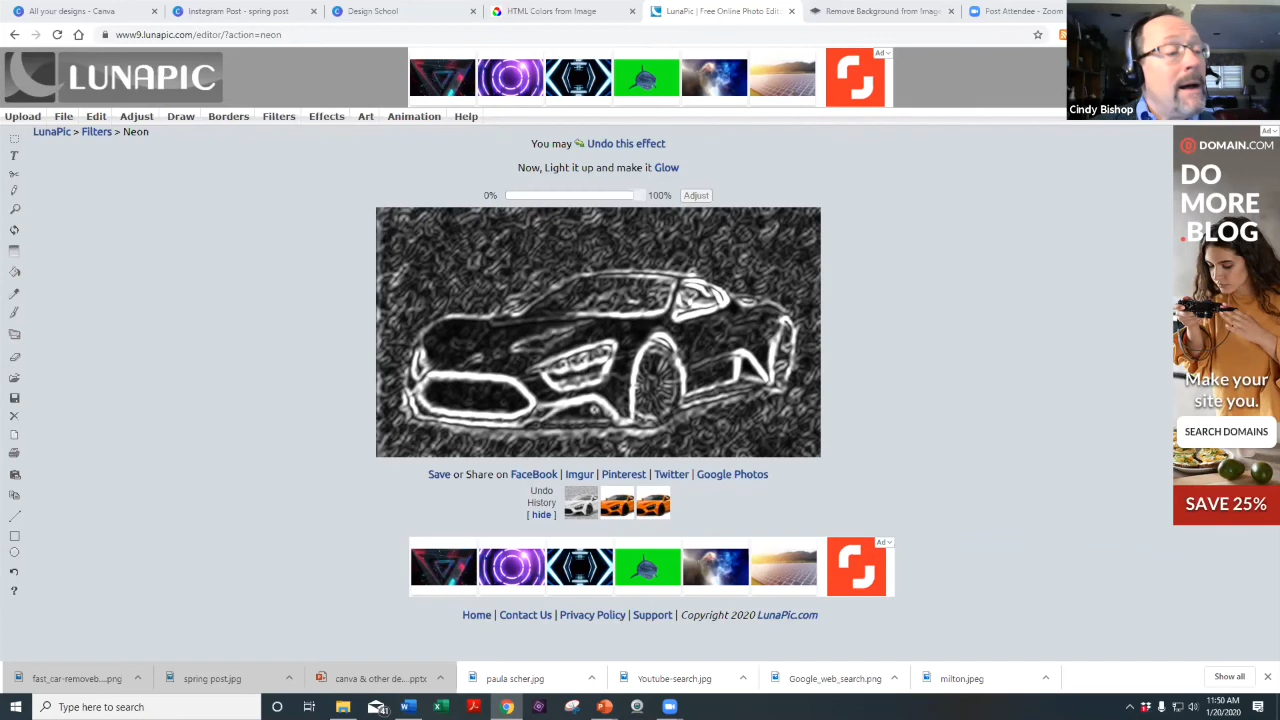 All your designs - Canva
Instagram Post - spring post
Design School
HTML Colors from Image
LunaPic | Free Online Photo Edit
Remove Background from Image
Post Attendee - Zoom
www9.lunapic.com/editor/?action=neon
LUNAPIC
Ad
Cindy Bishop
Upload File Edit Adjust Draw Borders Filters Effects Art Animation Help
LunaPic > Filters > Neon
You may Undo this effect
Now, Light it up and make it Glow
0% 100% Adjust
Save or Share on FaceBook | Imgur | Pinterest | Twitter | Google Photos
Undo
History
[ hide ]
Ad
Home | Contact Us | Privacy Policy | Support | Copyright 2020 LunaPic.com
Ad
DOMAIN.COM
DO
MORE
.BLOG
Make your
site you.
SEARCH DOMAINS
SAVE 25%
fast_car-removeb....png
spring post.jpg
canva & other de....pptx
paula scher.jpg
Youtube-search.jpg
Google_web_search.png
milton.jpeg
Show all
Type here to search
11:50 AM
1/20/2020